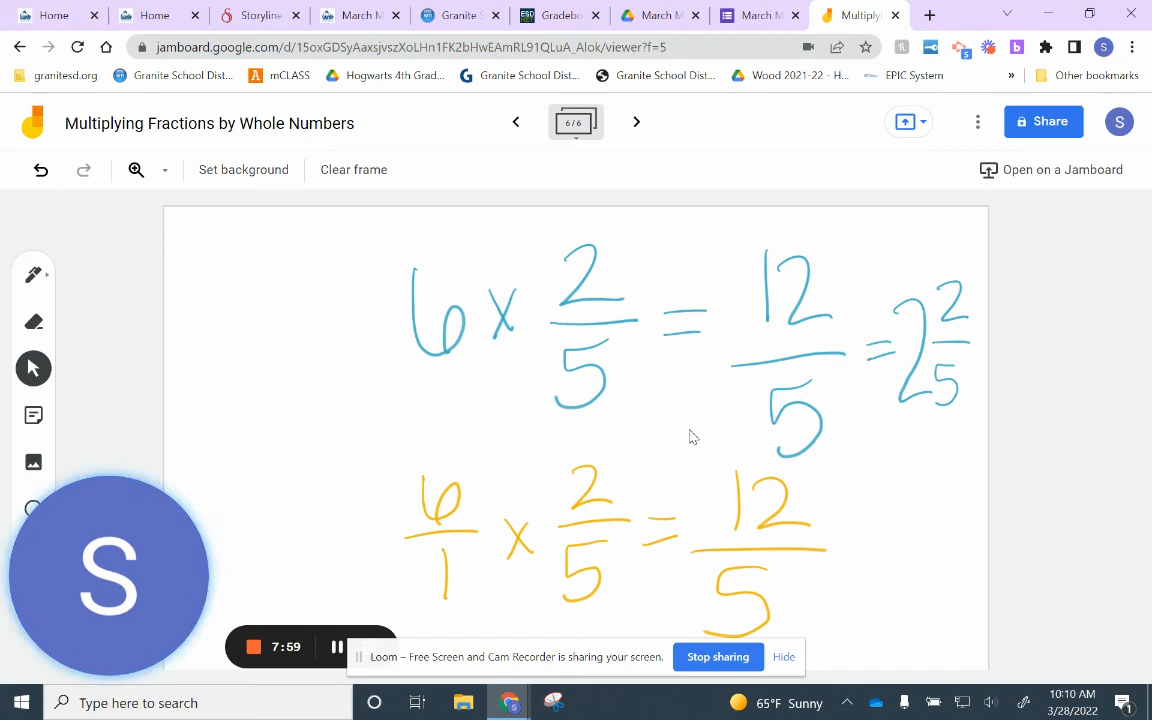 Home
Home
Storyline
March M
Granite S
Gradebo
March M
March M
Multiplyi
jamboard.google.com/d/15oxGDSyAaxsjvszXoLHn1FK2bHwEAmRL91QLuA_Alok/viewer?f=5
5
S
granitesd.org
Granite School Dist...
mCLASS
Hogwarts 4th Grad...
Granite School Dist...
Granite School Dist...
Wood 2021-22 - H...
EPIC System
»
Other bookmarks
Multiplying Fractions by Whole Numbers
6/6
Share
S
Set background
Clear frame
Open on a Jamboard
6 x 2/5 = 12/5 = 2 2/5
6/1 x 2/5 = 12/5
S
7:59
Loom – Free Screen and Cam Recorder is sharing your screen.
Stop sharing
Hide
Type here to search
65°F Sunny
10:10 AM
3/28/2022
1